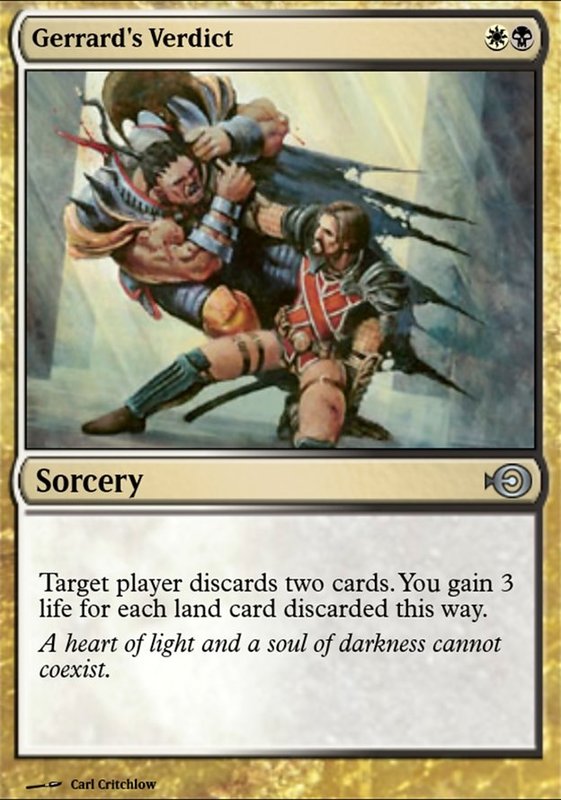 Gerrard's Verdict
Sorcery
Target player discards two cards. You gain 3
life for each land card discarded this way.
A heart of light and a soul of darkness cannot
coexist.
Carl Critchlow